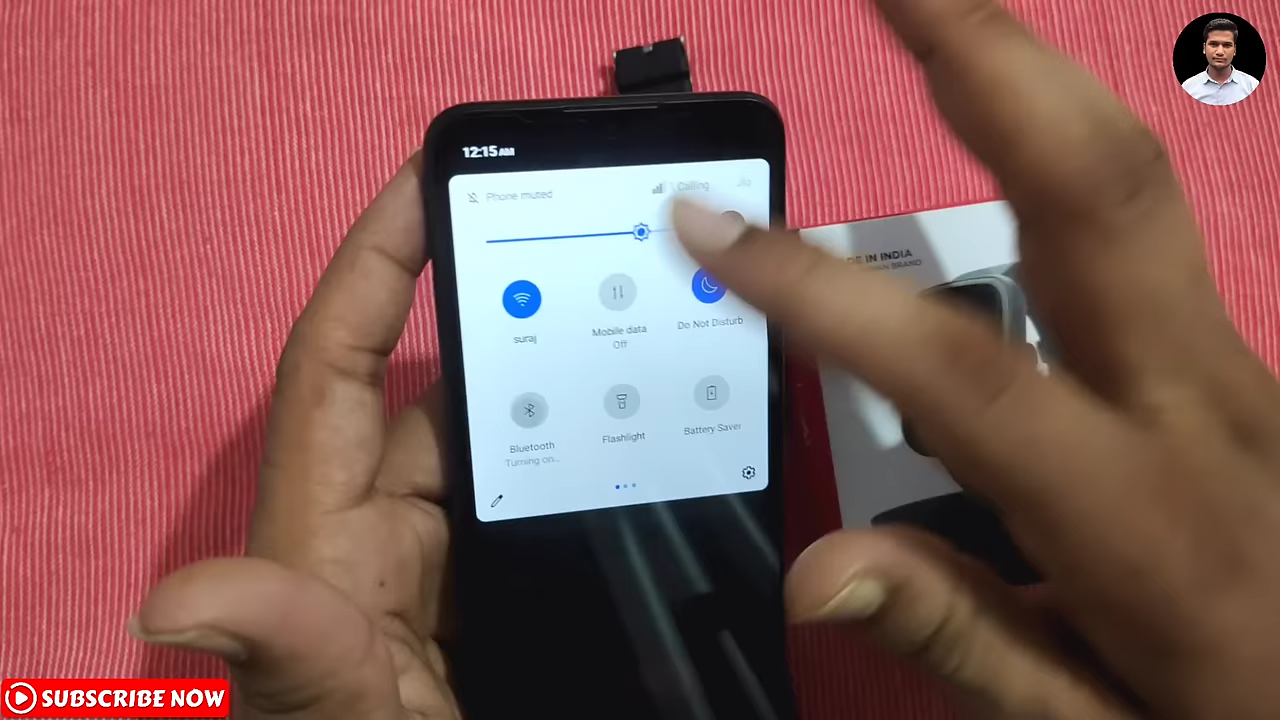 12:15 AM
Phone muted
Calling
Jio
suraj
Mobile data
Off
Do Not Disturb
Bluetooth
Turning on...
Flashlight
Battery Saver
IN INDIA
BRAND
SUBSCRIBE NOW